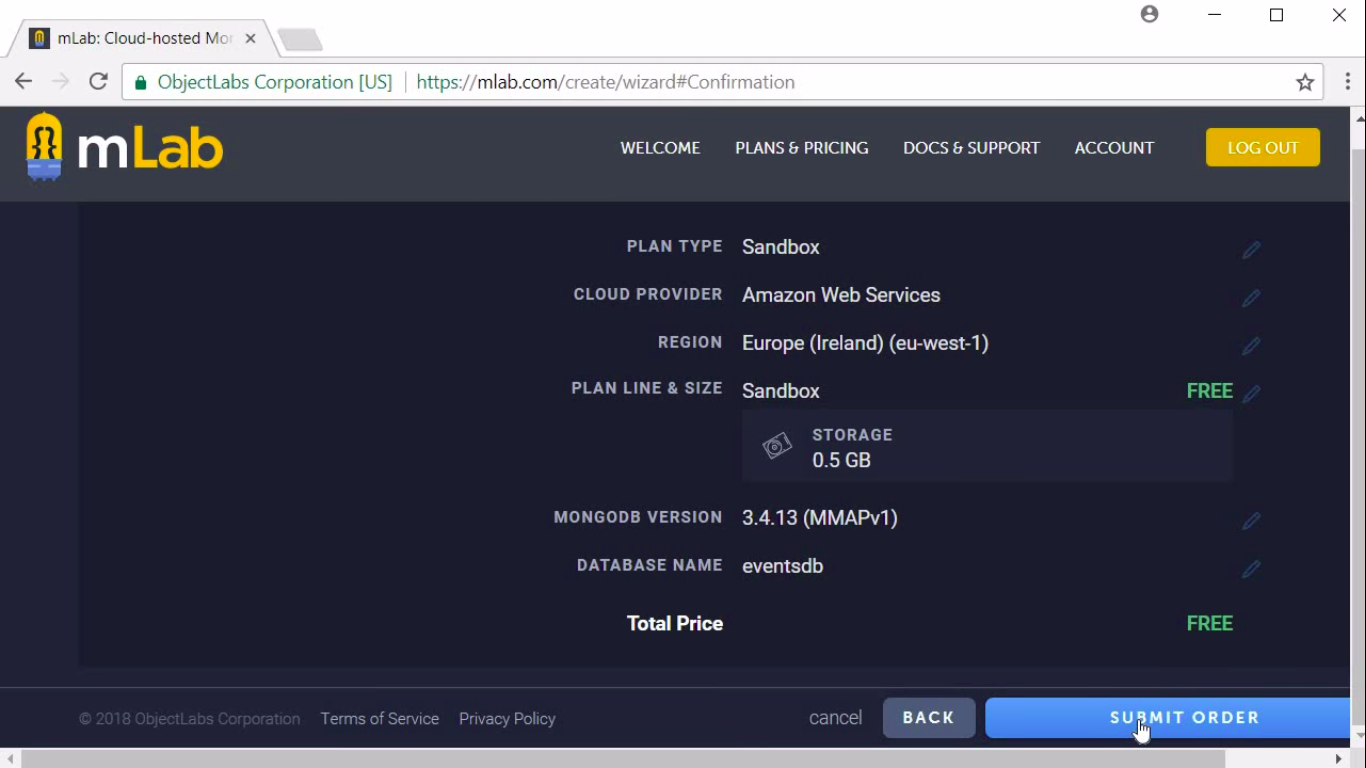 mLab: Cloud-hosted Mor
ObjectLabs Corporation [US] https://mlab.com/create/wizard#Confirmation
mLab WELCOME PLANS & PRICING DOCS & SUPPORT ACCOUNT LOG OUT
PLAN TYPE Sandbox
CLOUD PROVIDER Amazon Web Services
REGION Europe (Ireland) (eu-west-1)
PLAN LINE & SIZE Sandbox FREE
STORAGE
0.5 GB
MONGODB VERSION 3.4.13 (MMAPv1)
DATABASE NAME eventsdb
Total Price FREE
© 2018 ObjectLabs Corporation Terms of Service Privacy Policy cancel BACK SUBMIT ORDER